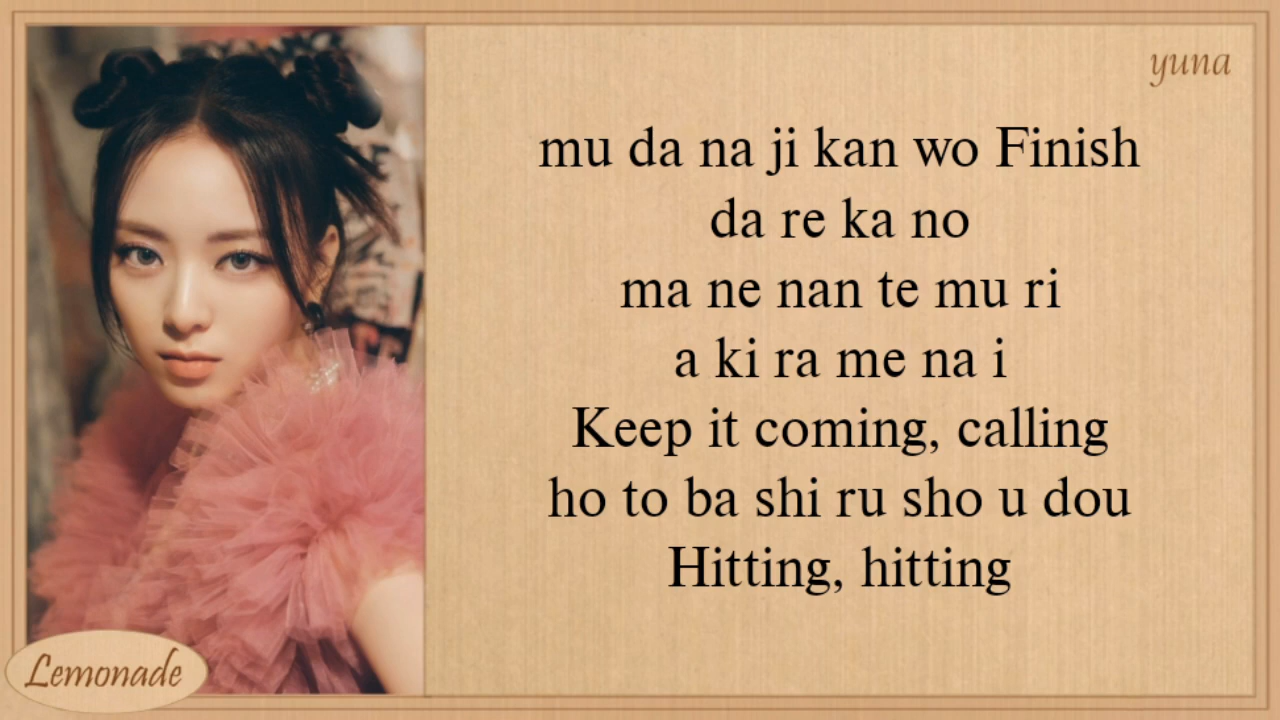 yuna
mu da na ji kan wo Finish
da re ka no
ma ne nan te mu ri
a ki ra me na i
Keep it coming, calling
ho to ba shi ru sho u dou
Hitting, hitting
Lemonade